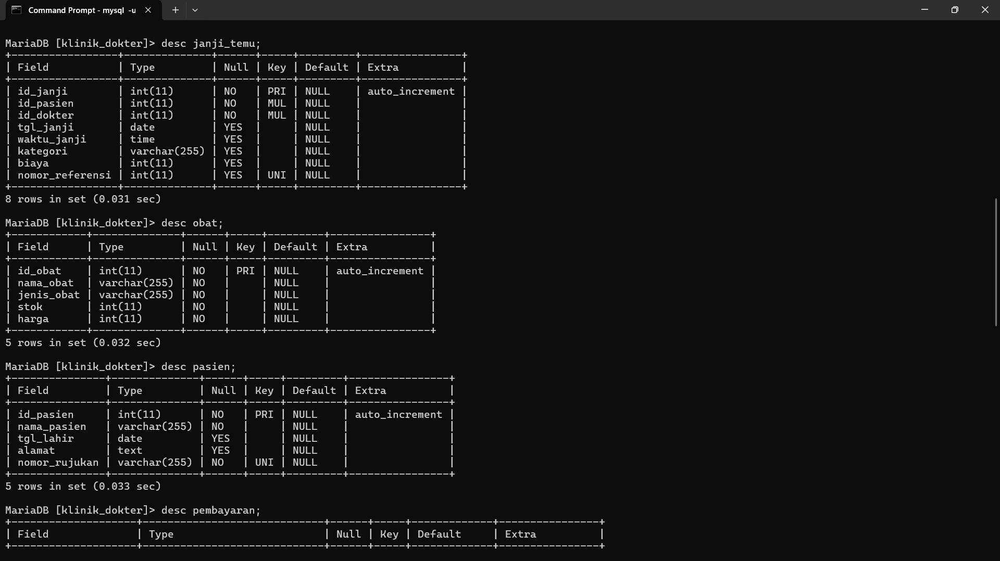 Command Prompt - mysql  -u
MariaDB [klinik_dokter]> desc janji_temu;
+-----------------+--------------+------+-----+---------+----------------+
| Field           | Type         | Null | Key | Default | Extra          |
+-----------------+--------------+------+-----+---------+----------------+
| id_janji        | int(11)      | NO   | PRI | NULL    | auto_increment |
| id_pasien       | int(11)      | NO   | MUL | NULL    |                |
| id_dokter       | int(11)      | NO   | MUL | NULL    |                |
| tgl_janji       | date         | YES  |     | NULL    |                |
| waktu_janji     | time         | YES  |     | NULL    |                |
| kategori        | varchar(255) | YES  |     | NULL    |                |
| biaya           | int(11)      | YES  |     | NULL    |                |
| nomor_referensi | int(11)      | YES  | UNI | NULL    |                |
+-----------------+--------------+------+-----+---------+----------------+
8 rows in set (0.031 sec)
MariaDB [klinik_dokter]> desc obat;
+------------+--------------+------+-----+---------+----------------+
| Field      | Type         | Null | Key | Default | Extra          |
+------------+--------------+------+-----+---------+----------------+
| id_obat    | int(11)      | NO   | PRI | NULL    | auto_increment |
| nama_obat  | varchar(255) | NO   |     | NULL    |                |
| jenis_obat | varchar(255) | NO   |     | NULL    |                |
| stok       | int(11)      | NO   |     | NULL    |                |
| harga      | int(11)      | NO   |     | NULL    |                |
+------------+--------------+------+-----+---------+----------------+
5 rows in set (0.032 sec)
MariaDB [klinik_dokter]> desc pasien;
+---------------+--------------+------+-----+---------+----------------+
| Field         | Type         | Null | Key | Default | Extra          |
+---------------+--------------+------+-----+---------+----------------+
| id_pasien     | int(11)      | NO   | PRI | NULL    | auto_increment |
| nama_pasien   | varchar(255) | NO   |     | NULL    |                |
| tgl_lahir     | date         | YES  |     | NULL    |                |
| alamat        | text         | YES  |     | NULL    |                |
| nomor_rujukan | varchar(255) | NO   | UNI | NULL    |                |
+---------------+--------------+------+-----+---------+----------------+
5 rows in set (0.033 sec)
MariaDB [klinik_dokter]> desc pembayaran;
+--------------------+-----------------------------+------+-----+-------------+----------------+
| Field              | Type                        | Null | Key | Default     | Extra          |
+--------------------+-----------------------------+------+-----+-------------+----------------+